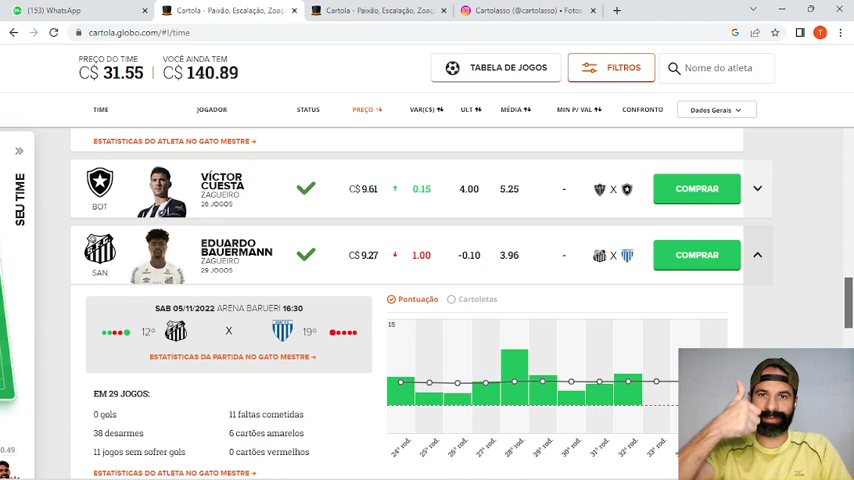 (153) WhatsApp
Cartola - Paixão, Escalação, Zoaç
Cartola - Paixão, Escalação, Zoaç
Cartolasso (@cartolasso) • Fotos
cartola.globo.com/#!/time
T
PREÇO DO TIME
C$ 31.55
VOCÊ AINDA TEM
C$ 140.89
TABELA DE JOGOS
FILTROS
Nome do atleta
TIME
JOGADOR
STATUS
PREÇO
VAR(C$)
ULT
MÉDIA
MIN P/ VAL
CONFRONTO
Dados Gerais
ESTATÍSTICAS DO ATLETA NO GATO MESTRE
SEU TIME
BOT
VÍCTOR
CUESTA
ZAGUEIRO
26 JOGOS
C$ 9.61
0.15
4.00
5.25
-
X
COMPRAR
SAN
EDUARDO
BAUERMANN
ZAGUEIRO
29 JOGOS
C$ 9.27
1.00
-0.10
3.96
-
X
COMPRAR
SAB 05/11/2022 ARENA BARUERI 16:30
12º
X
19º
ESTATÍSTICAS DA PARTIDA NO GATO MESTRE
Pontuação
Cartoletas
15
24ª rod.
25ª rod.
26ª rod.
27ª rod.
28ª rod.
29ª rod.
30ª rod.
31ª rod.
32ª rod.
33ª rod.
EM 29 JOGOS:
0 gols
11 faltas cometidas
38 desarmes
6 cartões amarelos
11 jogos sem sofrer gols
0 cartões vermelhos
ESTATÍSTICAS DO ATLETA NO GATO MESTRE
0.49